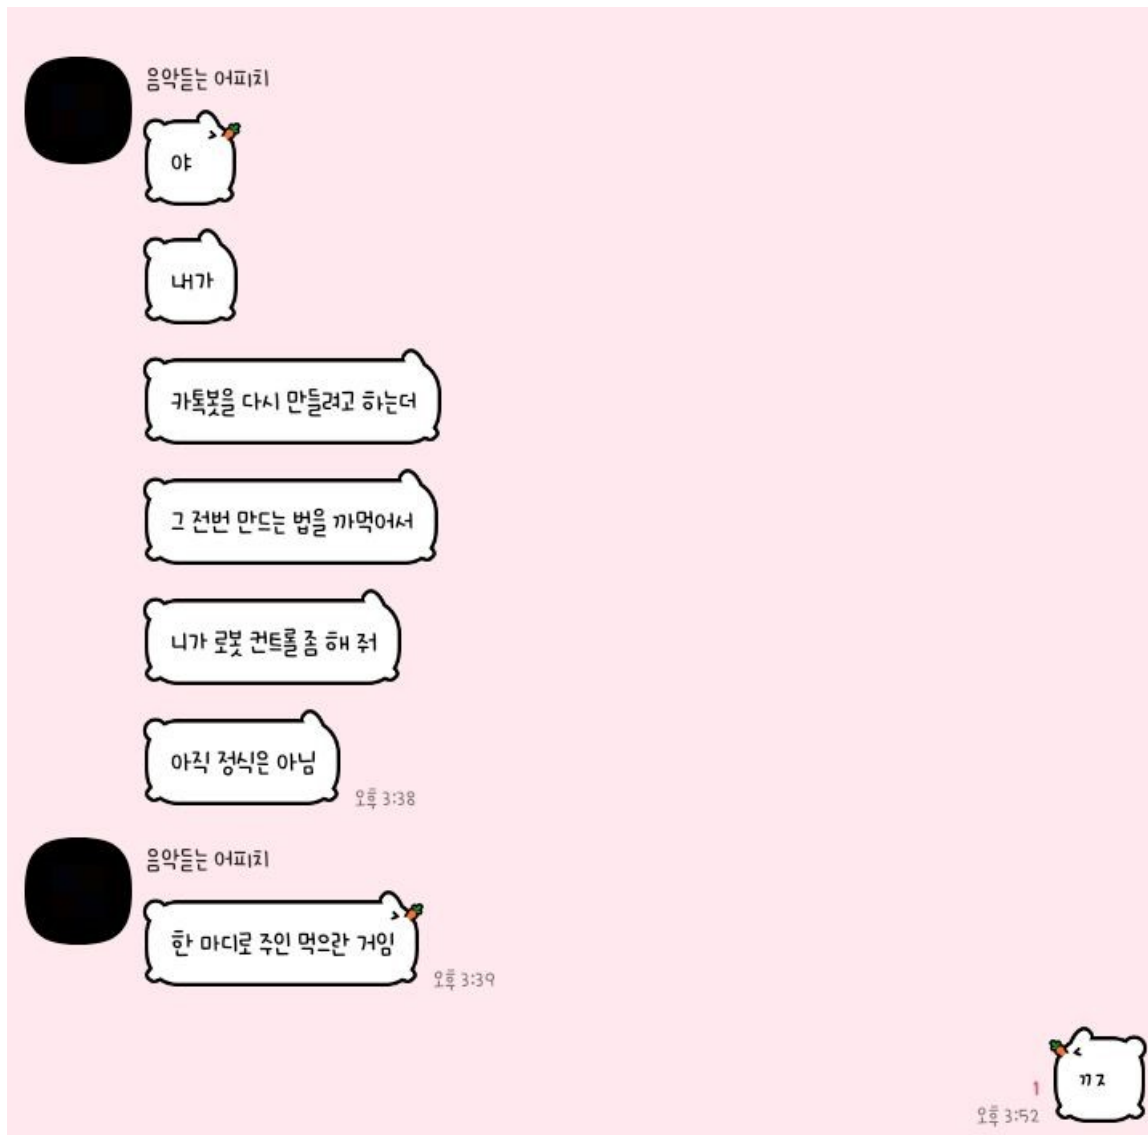 음악듣는 어피치
야
내가
카톡봇을 다시 만들려고 하는더
그 전번 만드는 법을 까먹어서
니가 로봇 컨트롤 좀 해 줘
아직 정식은 아님
오후 3:38
음악듣는 어피치
한 마디로 주인 먹으란 거임
오후 3:39
ㄲㅈ
1
오후 3:52